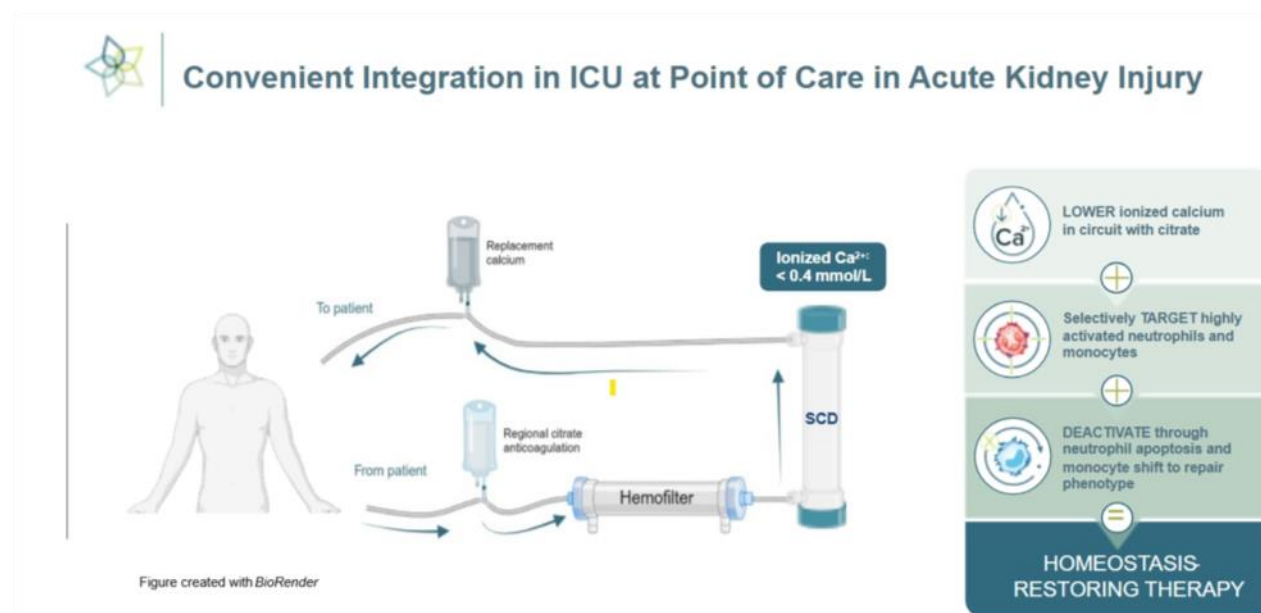 Convenient Integration in ICU at Point of Care in Acute Kidney Injury
Replacement
calcium
To patient
Ionized Ca²⁺:
< 0.4 mmol/L
SCD
Regional citrate
anticoagulation
From patient
Hemofilter
Figure created with BioRender
Ca²⁺
LOWER ionized calcium
in circuit with citrate
+
Selectively TARGET highly
activated neutrophils and
monocytes
+
DEACTIVATE through
neutrophil apoptosis and
monocyte shift to repair
phenotype
=
HOMEOSTASIS-
RESTORING THERAPY